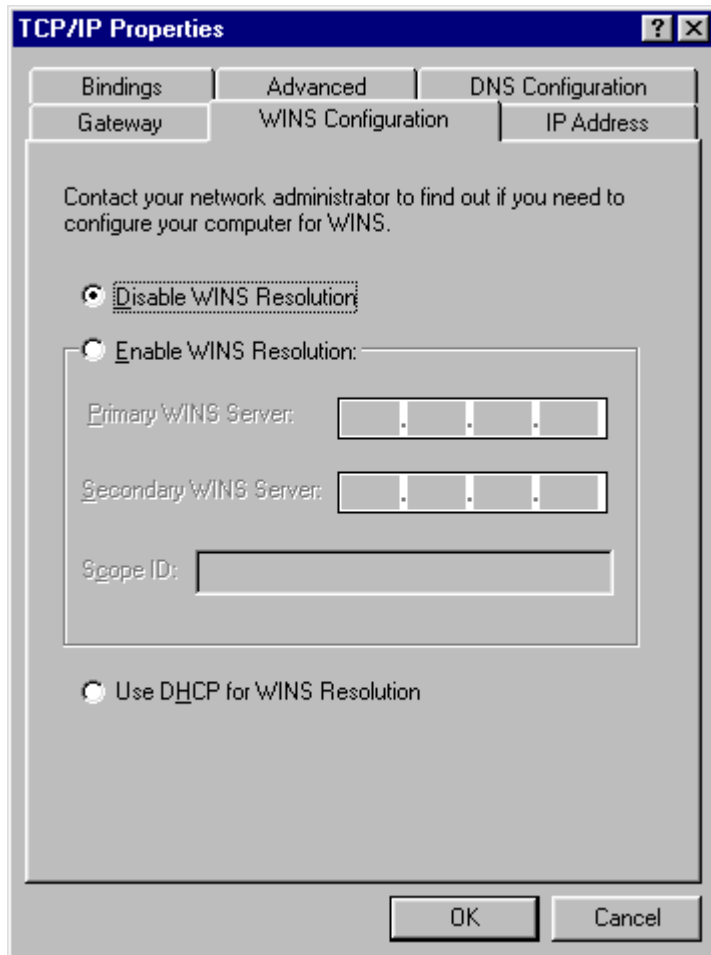 TCP/IP Properties
Bindings Advanced DNS Configuration
Gateway WINS Configuration IP Address
Contact your network administrator to find out if you need to
configure your computer for WINS.
Disable WINS Resolution
Enable WINS Resolution:
Primary WINS Server:
. . .
Secondary WINS Server:
. . .
Scope ID:
Use DHCP for WINS Resolution
OK Cancel